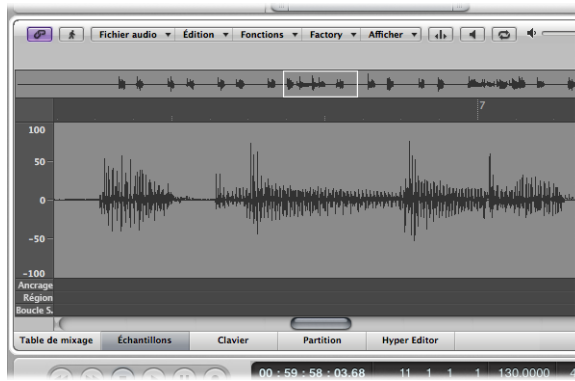 Fichier audio Édition Fonctions Factory Afficher
7
100
50
0
-50
-100
Ancrage
Région
Boucle S.
Table de mixage Échantillons Clavier Partition Hyper Editor
00 : 59 : 58 : 03.68 11 1 1 1 130.0000